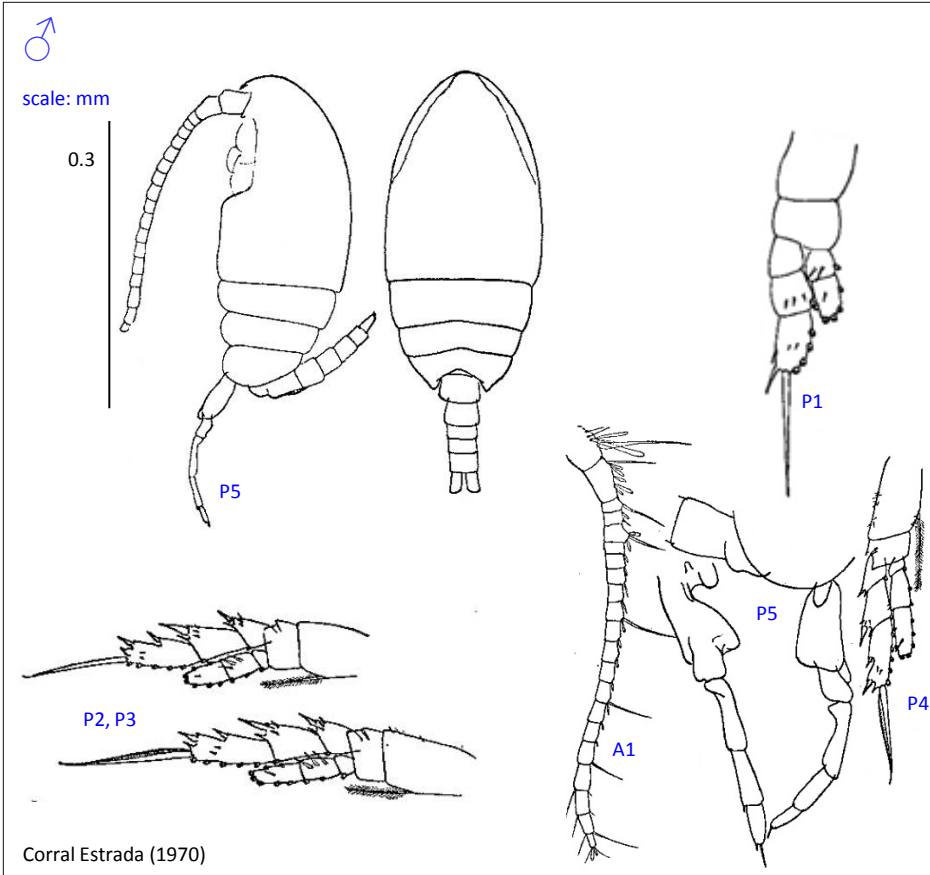 ♂
scale: mm
0.3
P1
P5
P5
P2, P3
A1
P4
Corral Estrada (1970)